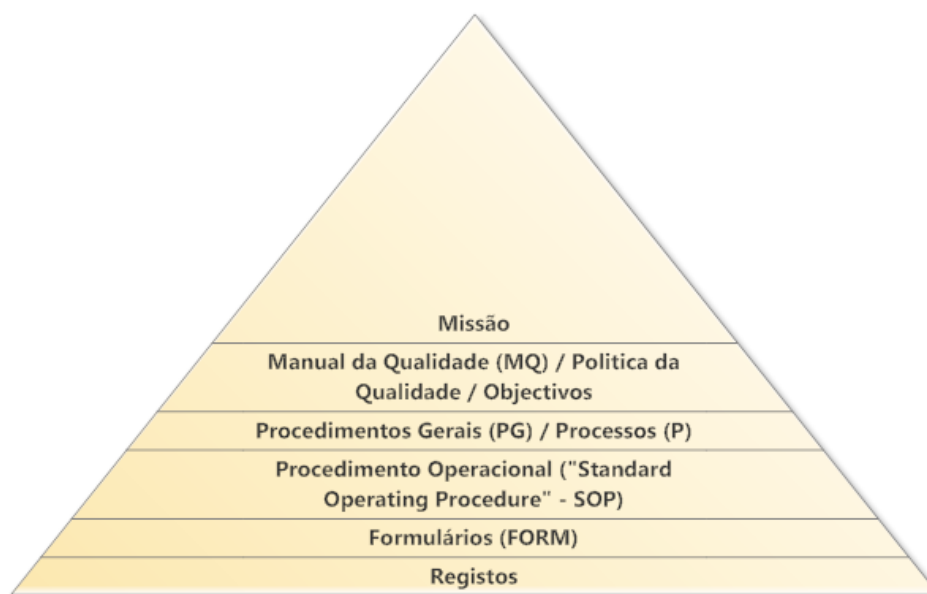 Missão
Manual da Qualidade (MQ) / Politica da
Qualidade / Objectivos
Procedimentos Gerais (PG) / Processos (P)
Procedimento Operacional ("Standard
Operating Procedure" - SOP)
Formulários (FORM)
Registos